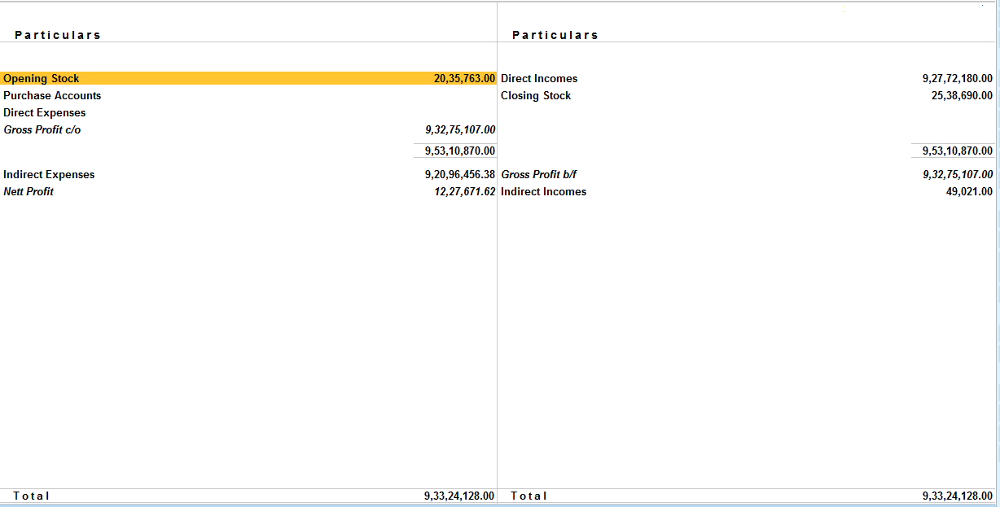 Particulars Particulars
Opening Stock 20,35,763.00 Direct Incomes 9,27,72,180.00
Purchase Accounts Closing Stock 25,38,690.00
Direct Expenses
Gross Profit c/o 9,32,75,107.00
9,53,10,870.00 9,53,10,870.00
Indirect Expenses 9,20,96,456.38 Gross Profit b/f 9,32,75,107.00
Nett Profit 12,27,671.62 Indirect Incomes 49,021.00
Total 9,33,24,128.00 Total 9,33,24,128.00